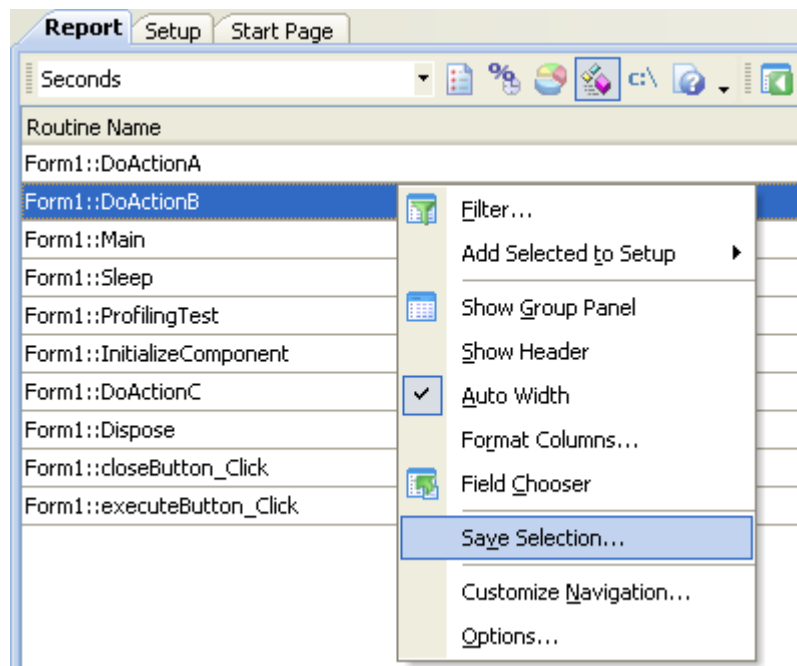 Report Setup Start Page
Seconds c:\
Routine Name
Form1::DoActionA
Form1::DoActionB
Form1::Main
Form1::Sleep
Form1::ProfilingTest
Form1::InitializeComponent
Form1::DoActionC
Form1::Dispose
Form1::closeButton_Click
Form1::executeButton_Click
Filter...
Add Selected to Setup
Show Group Panel
Show Header
Auto Width
Format Columns...
Field Chooser
Save Selection...
Customize Navigation...
Options...